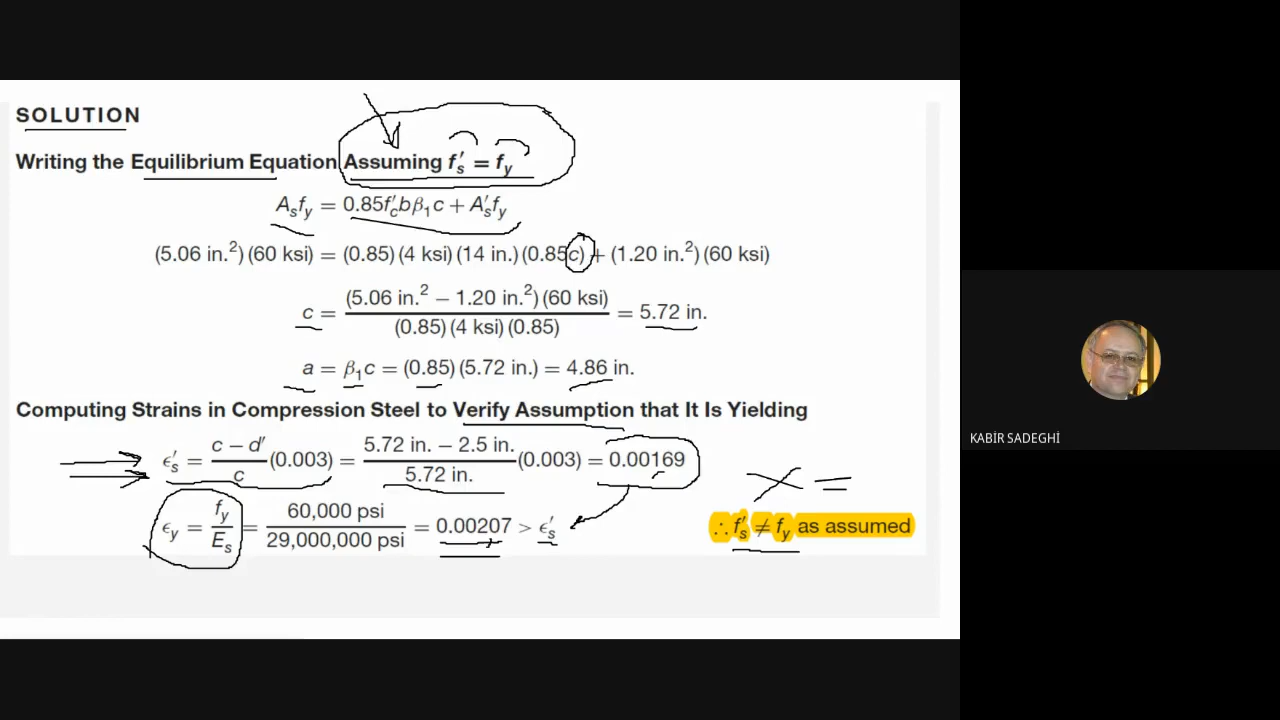 SOLUTION
Writing the Equilibrium Equation Assuming f′s = fy
Asfy = 0.85f′cbβ1c + A′sfy
(5.06 in.²)(60 ksi) = (0.85)(4 ksi)(14 in.)(0.85c) + (1.20 in.²)(60 ksi)
c = (5.06 in.² − 1.20 in.²)(60 ksi) / (0.85)(4 ksi)(0.85) = 5.72 in.
a = β1c = (0.85)(5.72 in.) = 4.86 in.
Computing Strains in Compression Steel to Verify Assumption that It Is Yielding
ϵ′s = c − d′ / c (0.003) = 5.72 in. − 2.5 in. / 5.72 in. (0.003) = 0.00169
X =
ϵy = fy / Es = 60,000 psi / 29,000,000 psi = 0.00207 > ϵ′s ∴ f′s ≠ fy as assumed
KABİR SADEGHİ